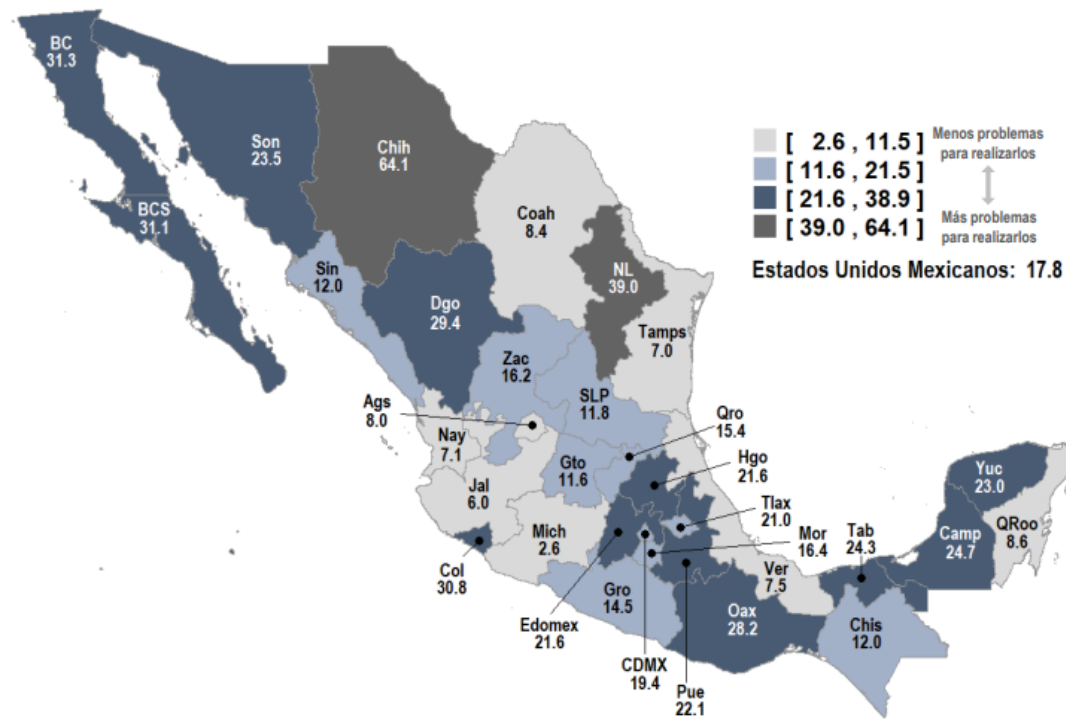 BC
31.3
Son
23.5
Chih
64.1
BCS
31.1
Sin
12.0
Dgo
29.4
Coah
8.4
NL
39.0
Tamps
7.0
[ 2.6 , 11.5 ]
[ 11.6 , 21.5 ]
[ 21.6 , 38.9 ]
[ 39.0 , 64.1 ]
Menos problemas
para realizarlos
Más problemas
para realizarlos
Estados Unidos Mexicanos: 17.8
Zac
16.2
SLP
11.8
Ags
8.0
Nay
7.1
Jal
6.0
Gto
11.6
Mich
2.6
Col
30.8
Qro
15.4
Hgo
21.6
Tlax
21.0
Mor
16.4
Ver
7.5
Gro
14.5
Edomex
21.6
CDMX
19.4
Pue
22.1
Oax
28.2
Tab
24.3
Chis
12.0
Camp
24.7
Yuc
23.0
QRoo
8.6